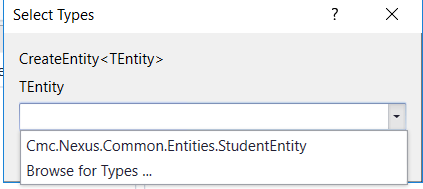 Select Types
?
CreateEntity<TEntity>
TEntity
Cmc.Nexus.Common.Entities.StudentEntity
Browse for Types ...